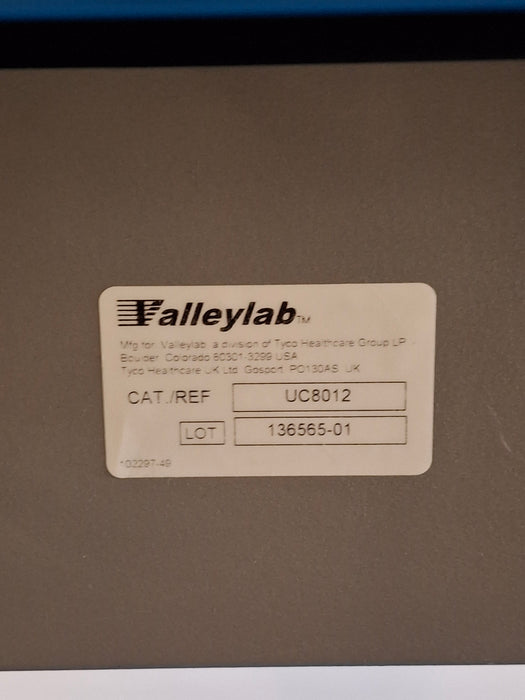 Valleylab™
Mfg for Valleylab a division of Tyco Healthcare Group LP
Boulder Colorado 80301-3299 USA
Tyco Healthcare UK Ltd Gosport PO130AS UK
CAT./REF UC8012
LOT 136565-01
102297-49